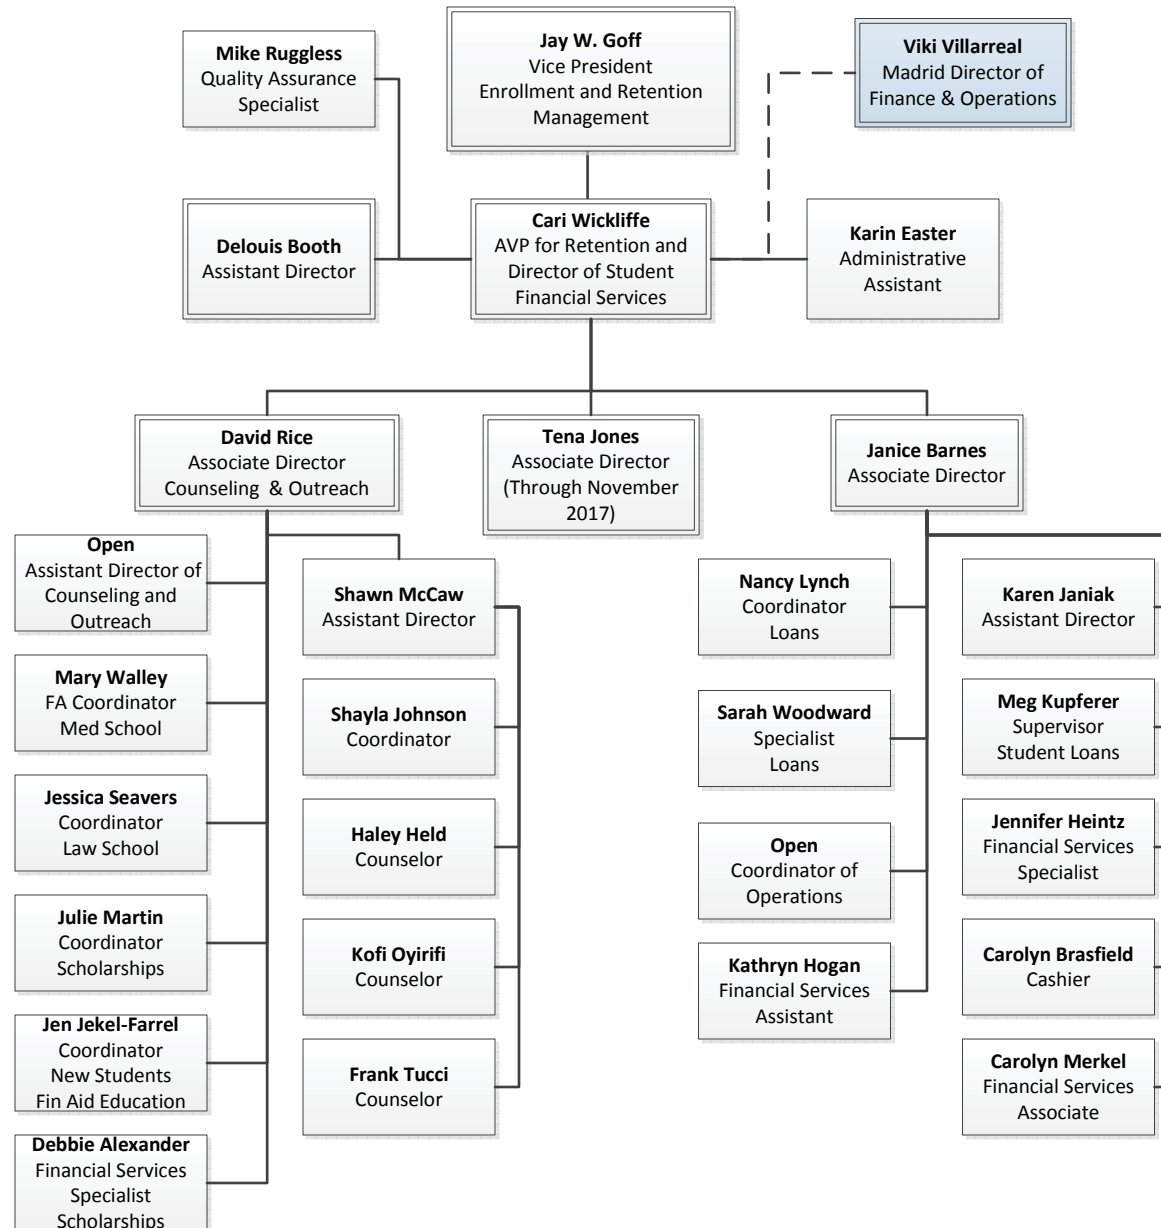 Mike Ruggless
Quality Assurance
Specialist
Jay W. Goff
Vice President
Enrollment and Retention
Management
Viki Villarreal
Madrid Director of
Finance & Operations
Delouis Booth
Assistant Director
Cari Wickliffe
AVP for Retention and
Director of Student
Financial Services
Karin Easter
Administrative
Assistant
David Rice
Associate Director
Counseling & Outreach
Tena Jones
Associate Director
(Through November
2017)
Janice Barnes
Associate Director
Open
Assistant Director of
Counseling and
Outreach
Mary Walley
FA Coordinator
Med School
Jessica Seavers
Coordinator
Law School
Julie Martin
Coordinator
Scholarships
Jen Jekel-Farrel
Coordinator
New Students
Fin Aid Education
Debbie Alexander
Financial Services
Specialist
Scholarships
Shawn McCaw
Assistant Director
Shayla Johnson
Coordinator
Haley Held
Counselor
Kofi Oyirifi
Counselor
Frank Tucci
Counselor
Nancy Lynch
Coordinator
Loans
Sarah Woodward
Specialist
Loans
Open
Coordinator of
Operations
Kathryn Hogan
Financial Services
Assistant
Karen Janiak
Assistant Director
Meg Kupferer
Supervisor
Student Loans
Jennifer Heintz
Financial Services
Specialist
Carolyn Brasfield
Cashier
Carolyn Merkel
Financial Services
Associate